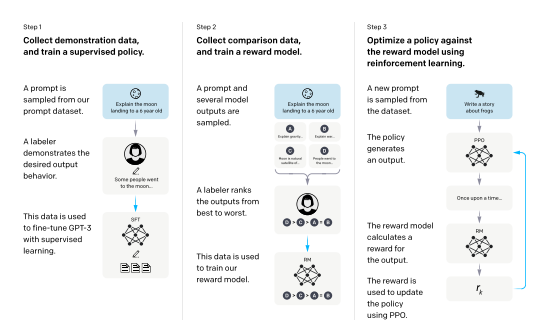 Step 1
Collect demonstration data,
and train a supervised policy.
A prompt is
sampled from our
prompt dataset.
Explain the moon
landing to a 6 year old
A labeler
demonstrates the
desired output
behavior.
Some people went
to the moon...
This data is used
to fine-tune GPT-3
with supervised
learning.
SFT
Step 2
Collect comparison data,
and train a reward model.
A prompt and
several model
outputs are
sampled.
Explain the moon
landing to a 6 year old
A
Explain gravity...
B
Explain war...
C
Moon is natural
satellite of...
D
People went to
the moon...
A labeler ranks
the outputs from
best to worst.
D > C > A = B
This data is used
to train our
reward model.
RM
D > C > A = B
Step 3
Optimize a policy against
the reward model using
reinforcement learning.
A new prompt
is sampled from
the dataset.
Write a story
about frogs
The policy
generates
an output.
PPO
Once upon a time...
The reward model
calculates a
reward for
the output.
RM
The reward is
used to update
the policy
using PPO.
rk